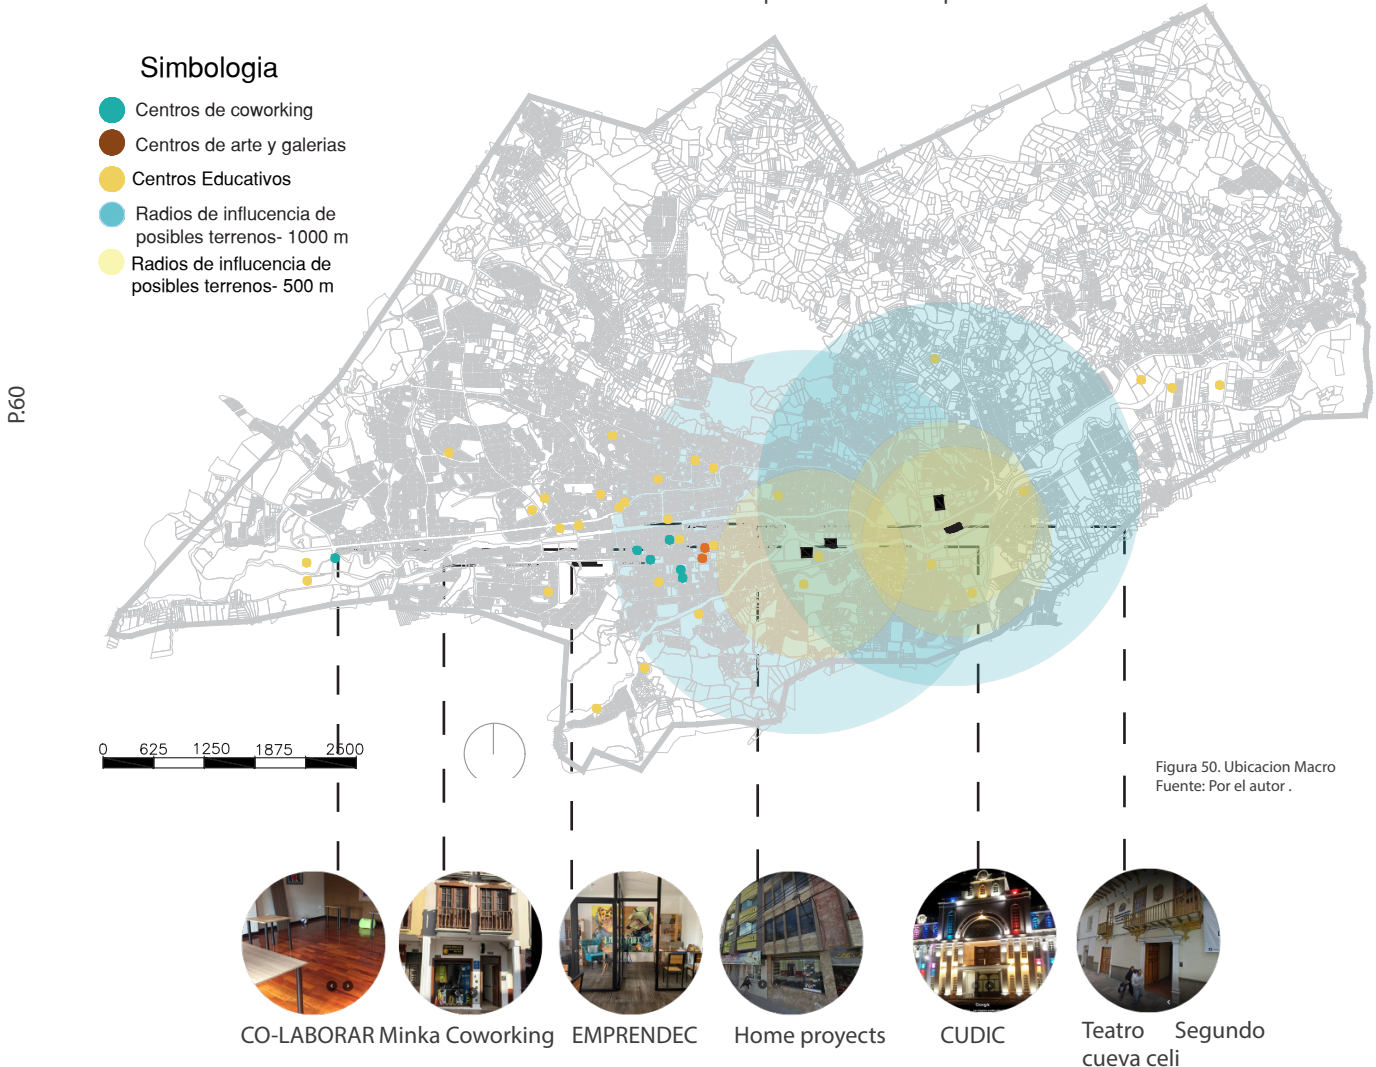 Simbologia
Centros de coworking
Centros de arte y galerias
Centros Educativos
Radios de influcencia de
posibles terrenos- 1000 m
Radios de influcencia de
posibles terrenos- 500 m
P.60
0 625 1250 1875 2500
Figura 50. Ubicacion Macro
Fuente: Por el autor .
CO-LABORAR
Minka Coworking
EMPRENDEC
Home proyects
CUDIC
Teatro Segundo
cueva celi